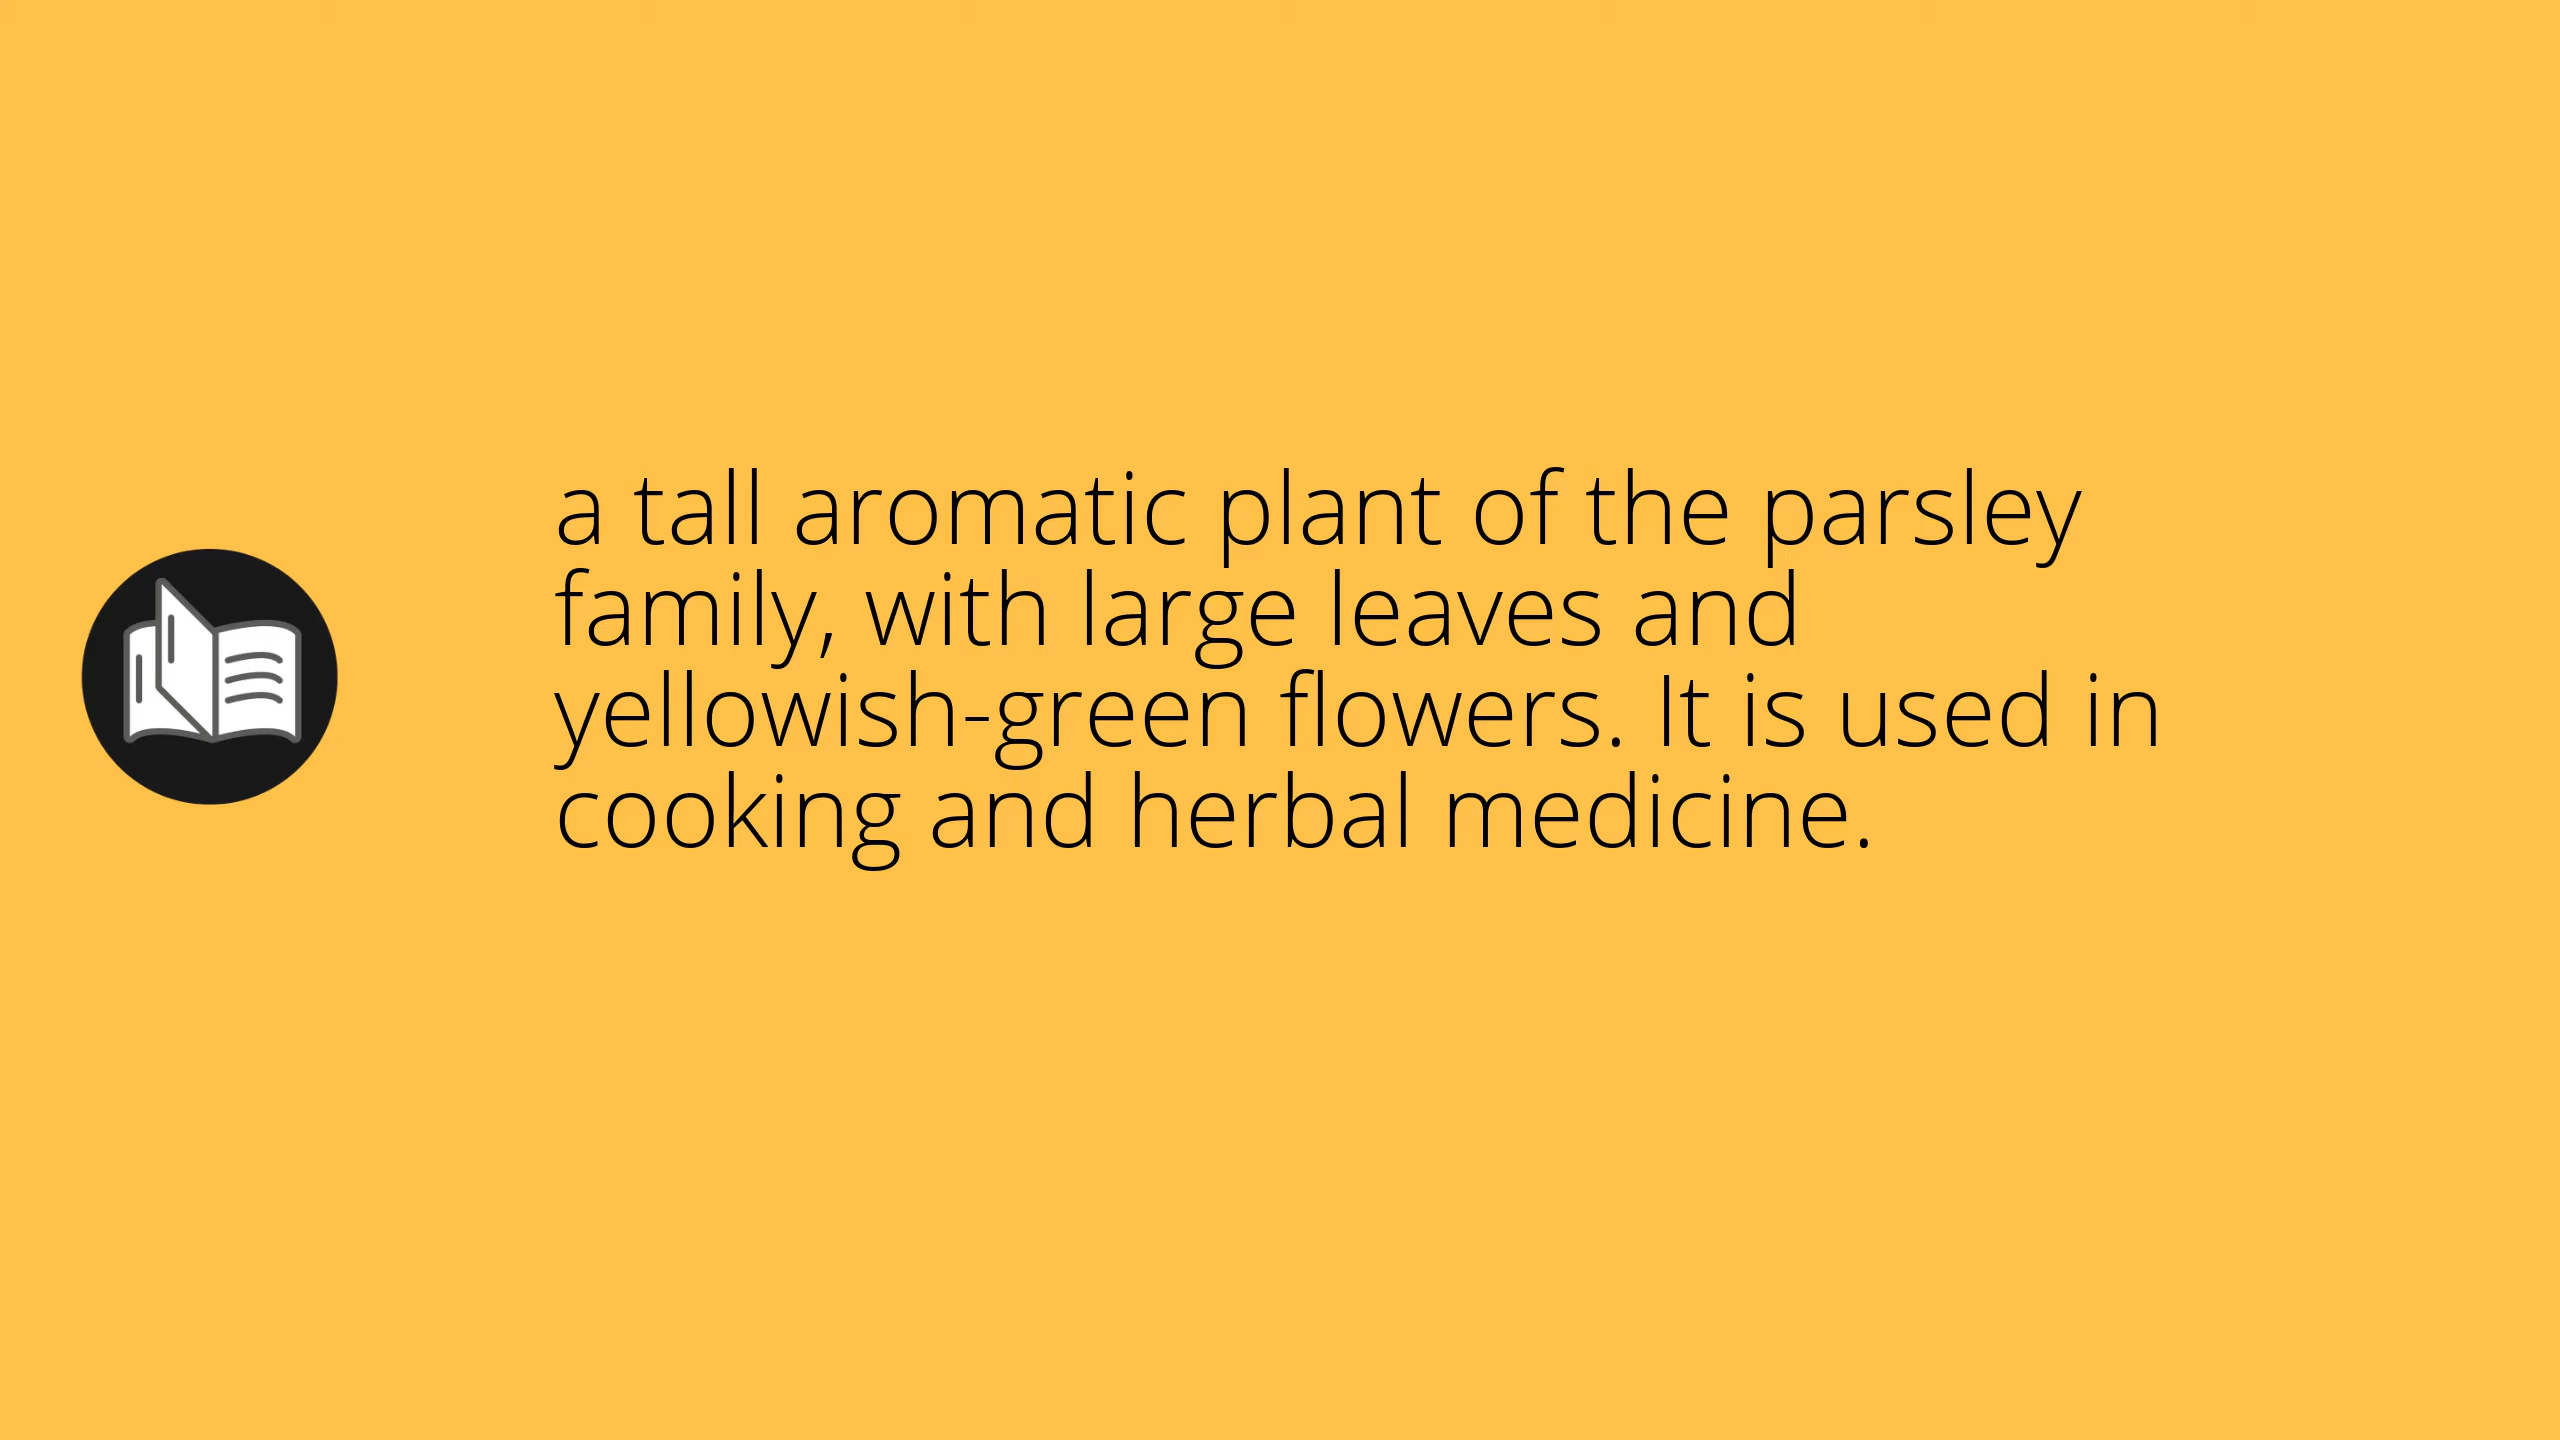 a tall aromatic plant of the parsley
family, with large leaves and
yellowish-green flowers. It is used in
cooking and herbal medicine.